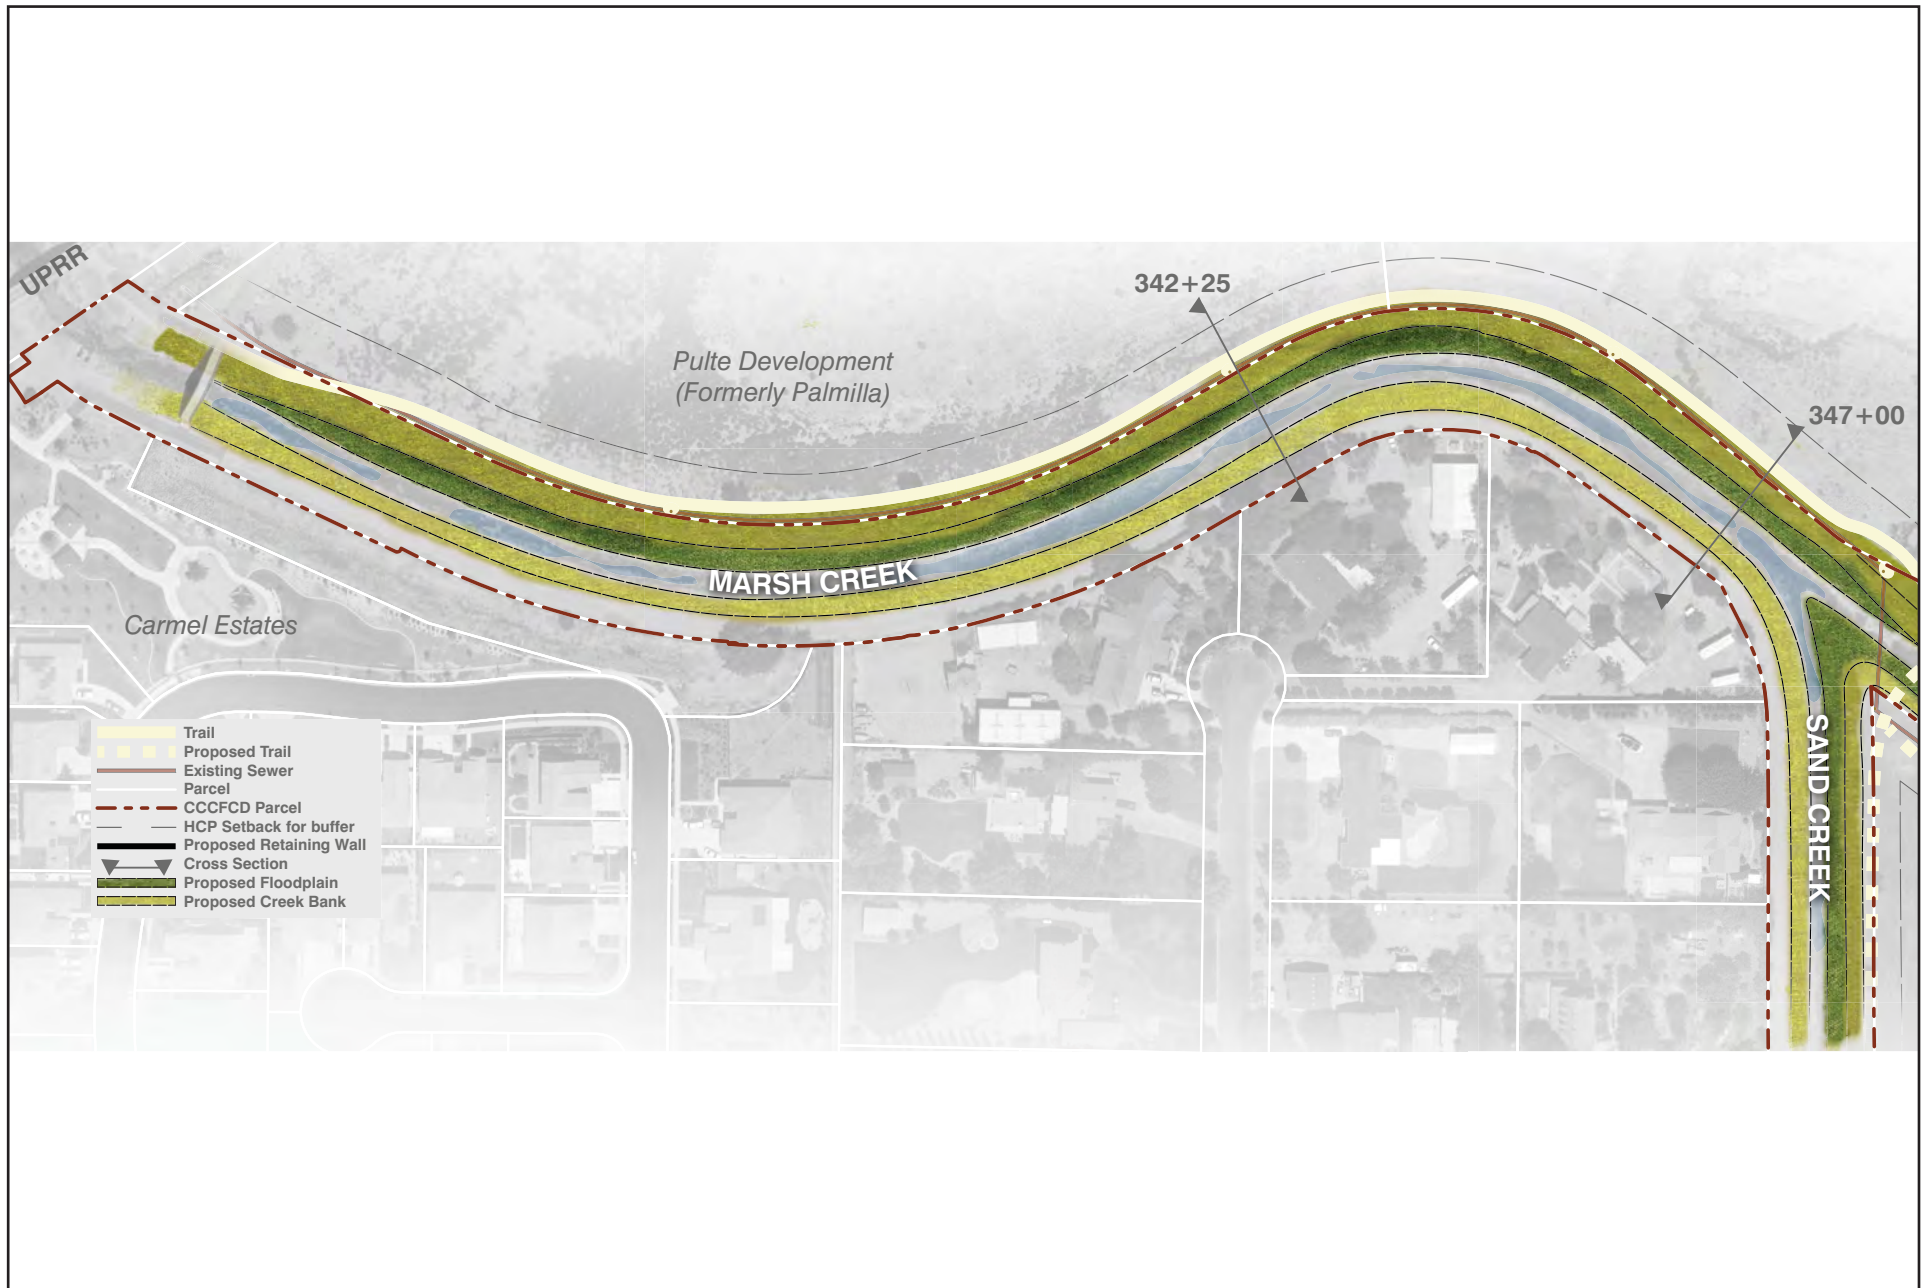 UPRR
342+25
Pulte Development
(Formerly Palmilla)
347+00
MARSH CREEK
Carmel Estates
SAND CREEK
Trail
Proposed Trail
Existing Sewer
Parcel
CCCFCD Parcel
HCP Setback for buffer
Proposed Retaining Wall
Cross Section
Proposed Floodplain
Proposed Creek Bank